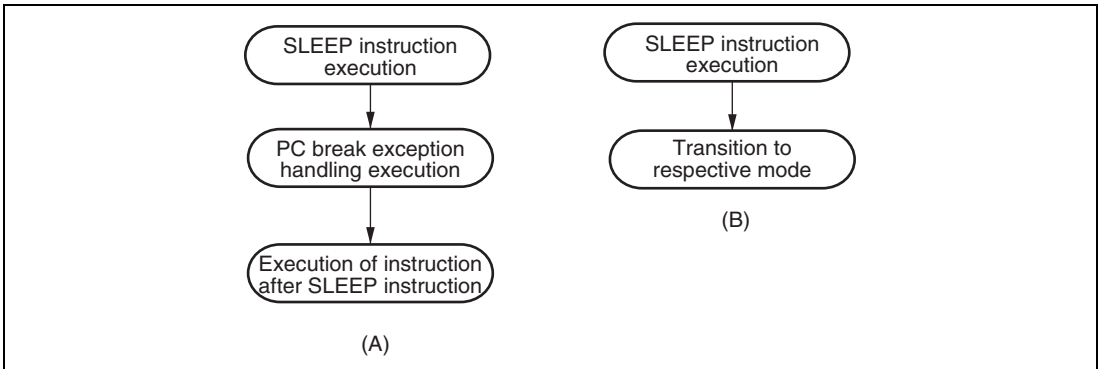 SLEEP instruction
execution
PC break exception
handling execution
Execution of instruction
after SLEEP instruction
(A)
SLEEP instruction
execution
Transition to
respective mode
(B)